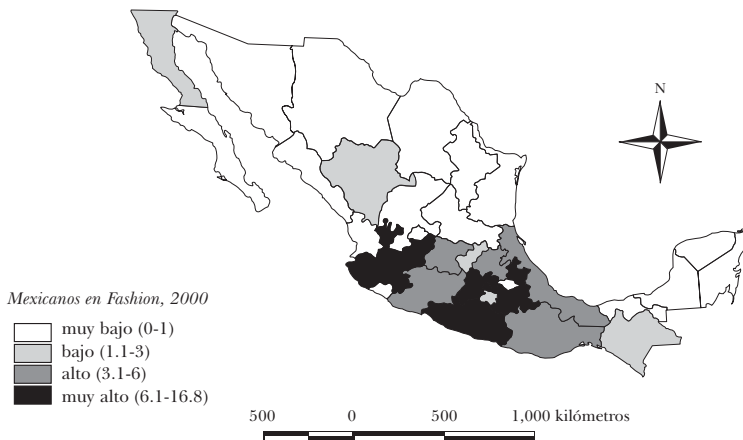 N
Mexicanos en Fashion, 2000
muy bajo (0-1)
bajo (1.1-3)
alto (3.1-6)
muy alto (6.1-16.8)
500 0 500 1,000 kilómetros